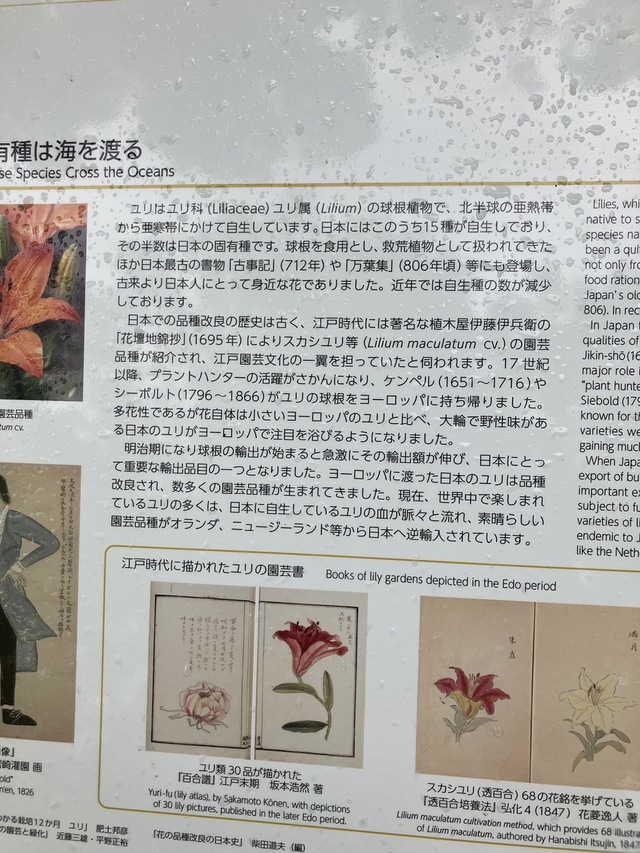 有種は海を渡る
se Species Cross the Oceans
ユリはユリ科 (Liliaceae) ユリ属 (Lilium) の球根植物で、北半球の亜熱帯
から亜寒帯にかけて自生しています。日本にはこのうち15種が自生しており、
その半数は日本の固有種です。球根を食用とし、救荒植物として扱われてきた
ほか日本最古の書物「古事記」(712年) や「万葉集」(806年頃) 等にも登場し、
古来より日本人にとって身近な花でありました。近年では自生種の数が減少
しております。
日本での品種改良の歴史は古く、江戸時代には著名な植木屋伊藤伊兵衛の
「花壇地錦抄」(1695年) によりスカシユリ等 (Lilium maculatum cv.) の園芸
品種が紹介され、江戸園芸文化の一翼を担っていたと伺われます。17世紀
以降、プラントハンターの活躍がさかんになり、ケンペル (1651〜1716) や
シーボルト (1796〜1866) がユリの球根をヨーロッパに持ち帰りました。
多花性であるが花自体は小さいヨーロッパのユリと比べ、大輪で野性味があ
る日本のユリがヨーロッパで注目を浴びるようになりました。
明治期になり球根の輸出が始まると急激にその輸出額が伸び、日本にとっ
て重要な輸出品目の一つとなりました。ヨーロッパに渡った日本のユリは品種
改良され、数多くの園芸品種が生まれてきました。現在、世界中で楽しまれ
ているユリの多くは、日本に自生しているユリの血が脈々と流れ、素晴らしい
園芸品種がオランダ、ニュージーランド等から日本へ逆輸入されています。
Lilies, whi
native to s
species na
been a qui
not only fro
food ration
Japan's old
806). In rec
In Japan
qualities of
Jikin-shō (1
major role i
"plant hunte
Siebold (179
known for th
varieties we
gaining much
When Japa
export of bu
important ex
subject to fu
varieties of li
endemic to J
like the Neth
園芸品種
tum cv.
江戸時代に描かれたユリの園芸書 Books of lily gardens depicted in the Edo period
朱雀
満月
ユリ類30品が描かれた
『百合譜』江戸末期 坂本浩然 著
Yuri-fu (lily atlas), by Sakamoto Kōnen, with depictions
of 30 lily pictures, published in the later Edo period.
スカシユリ (透百合) 68の花銘を挙げている
『透百合培養法』弘化4 (1847) 花菱逸人 著
Lilium maculatum cultivation method, which provides 68 illustra
of Lilium maculatum, authored by Hanabishi Itsujin, 184
像』
崎灌園 画
old"
n'en, 1826
かる栽培12か月 ユリ」 肥土邦彦
の園芸と緑化」 近藤三雄・平野正裕
「花の品種改良の日本史」 柴田道夫 (編)